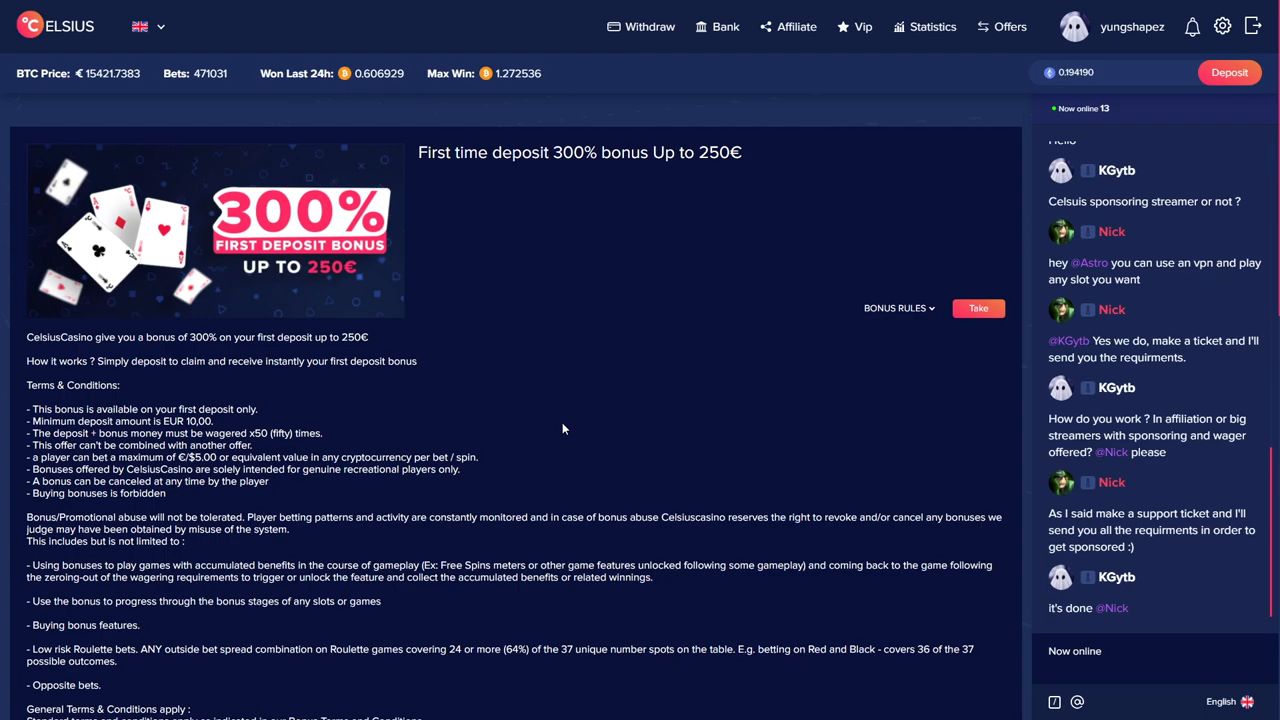 °CELSIUS
Withdraw
Bank
Affiliate
Vip
Statistics
Offers
yungshapez
BTC Price: € 15421.7383
Bets: 471031
Won Last 24h: 0.606929
Max Win: 1.272536
0.194190
Deposit
First time deposit 300% bonus Up to 250€
300%
FIRST DEPOSIT BONUS
UP TO 250€
BONUS RULES
Take
CelsiusCasino give you a bonus of 300% on your first deposit up to 250€
How it works ? Simply deposit to claim and receive instantly your first deposit bonus
Terms & Conditions:
- This bonus is available on your first deposit only.
- Minimum deposit amount is EUR 10,00.
- The deposit + bonus money must be wagered x50 (fifty) times.
- This offer can't be combined with another offer.
- a player can bet a maximum of €/$5.00 or equivalent value in any cryptocurrency per bet / spin.
- Bonuses offered by CelsiusCasino are solely intended for genuine recreational players only.
- A bonus can be canceled at any time by the player
- Buying bonuses is forbidden
Bonus/Promotional abuse will not be tolerated. Player betting patterns and activity are constantly monitored and in case of bonus abuse Celsiuscasino reserves the right to revoke and/or cancel any bonuses we
judge may have been obtained by misuse of the system.
This includes but is not limited to :
- Using bonuses to play games with accumulated benefits in the course of gameplay (Ex: Free Spins meters or other game features unlocked following some gameplay) and coming back to the game following
the zeroing-out of the wagering requirements to trigger or unlock the feature and collect the accumulated benefits or related winnings.
- Use the bonus to progress through the bonus stages of any slots or games
- Buying bonus features.
- Low risk Roulette bets. ANY outside bet spread combination on Roulette games covering 24 or more (64%) of the 37 unique number spots on the table. E.g. betting on Red and Black - covers 36 of the 37
possible outcomes.
- Opposite bets.
General Terms & Conditions apply :
Standard terms and conditions apply as indicated in our Bonus Terms and Conditions
Now online 13
Hello
KGytb
Celsuis sponsoring streamer or not ?
Nick
hey @Astro you can use an vpn and play
any slot you want
Nick
@KGytb Yes we do, make a ticket and I'll
send you the requirments.
KGytb
How do you work ? In affiliation or big
streamers with sponsoring and wager
offered? @Nick please
Nick
As I said make a support ticket and I'll
send you all the requirments in order to
get sponsored :)
KGytb
it's done @Nick
Now online
/
@
English